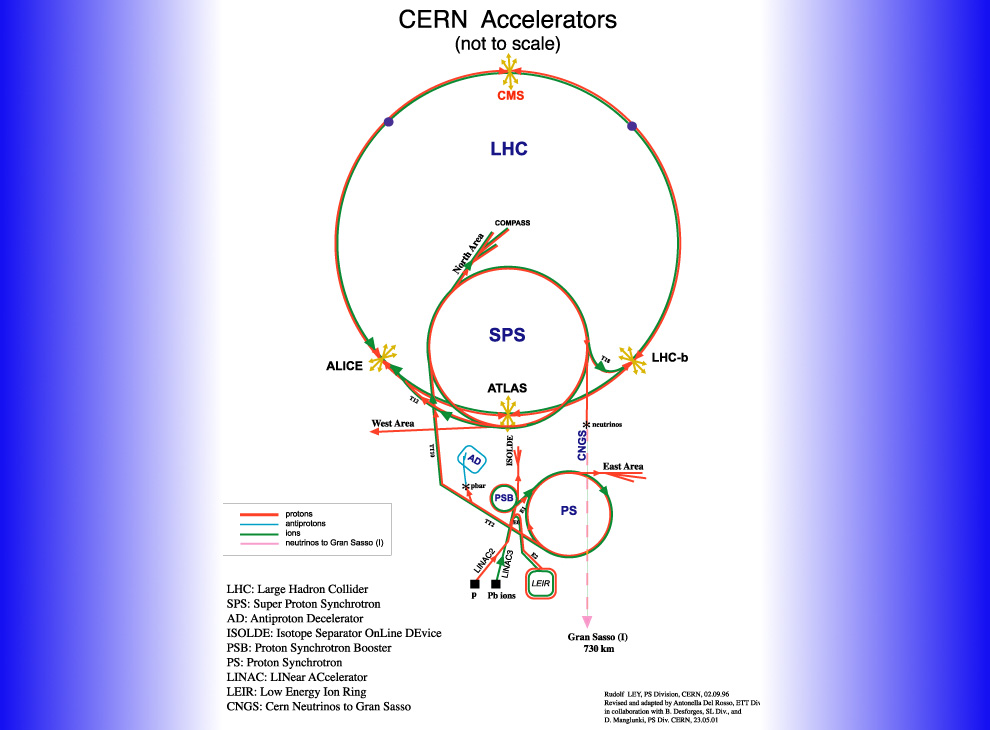 CERN Accelerators
(not to scale)
CMS
LHC
COMPASS
North Area
SPS
ALICE
LHC-b
TI8
ATLAS
TI2
West Area
neutrinos
CNGS
TT10
ISOLDE
AD
East Area
pbar
PSB
PS
TT2
E2
LINAC2
LINAC3
LEIR
p
Pb ions
protons
antiprotons
ions
neutrinos to Gran Sasso (I)
Gran Sasso (I)
730 km
LHC: Large Hadron Collider
SPS: Super Proton Synchrotron
AD: Antiproton Decelerator
ISOLDE: Isotope Separator OnLine DEvice
PSB: Proton Synchrotron Booster
PS: Proton Synchrotron
LINAC: LINear ACcelerator
LEIR: Low Energy Ion Ring
CNGS: Cern Neutrinos to Gran Sasso
Rudolf LEY, PS Division, CERN, 02.09.96
Revised and adapted by Antonella Del Rosso, ETT Div
in collaboration with B. Desforges, SL Div., and
D. Manglunki, PS Div. CERN, 23.05.01